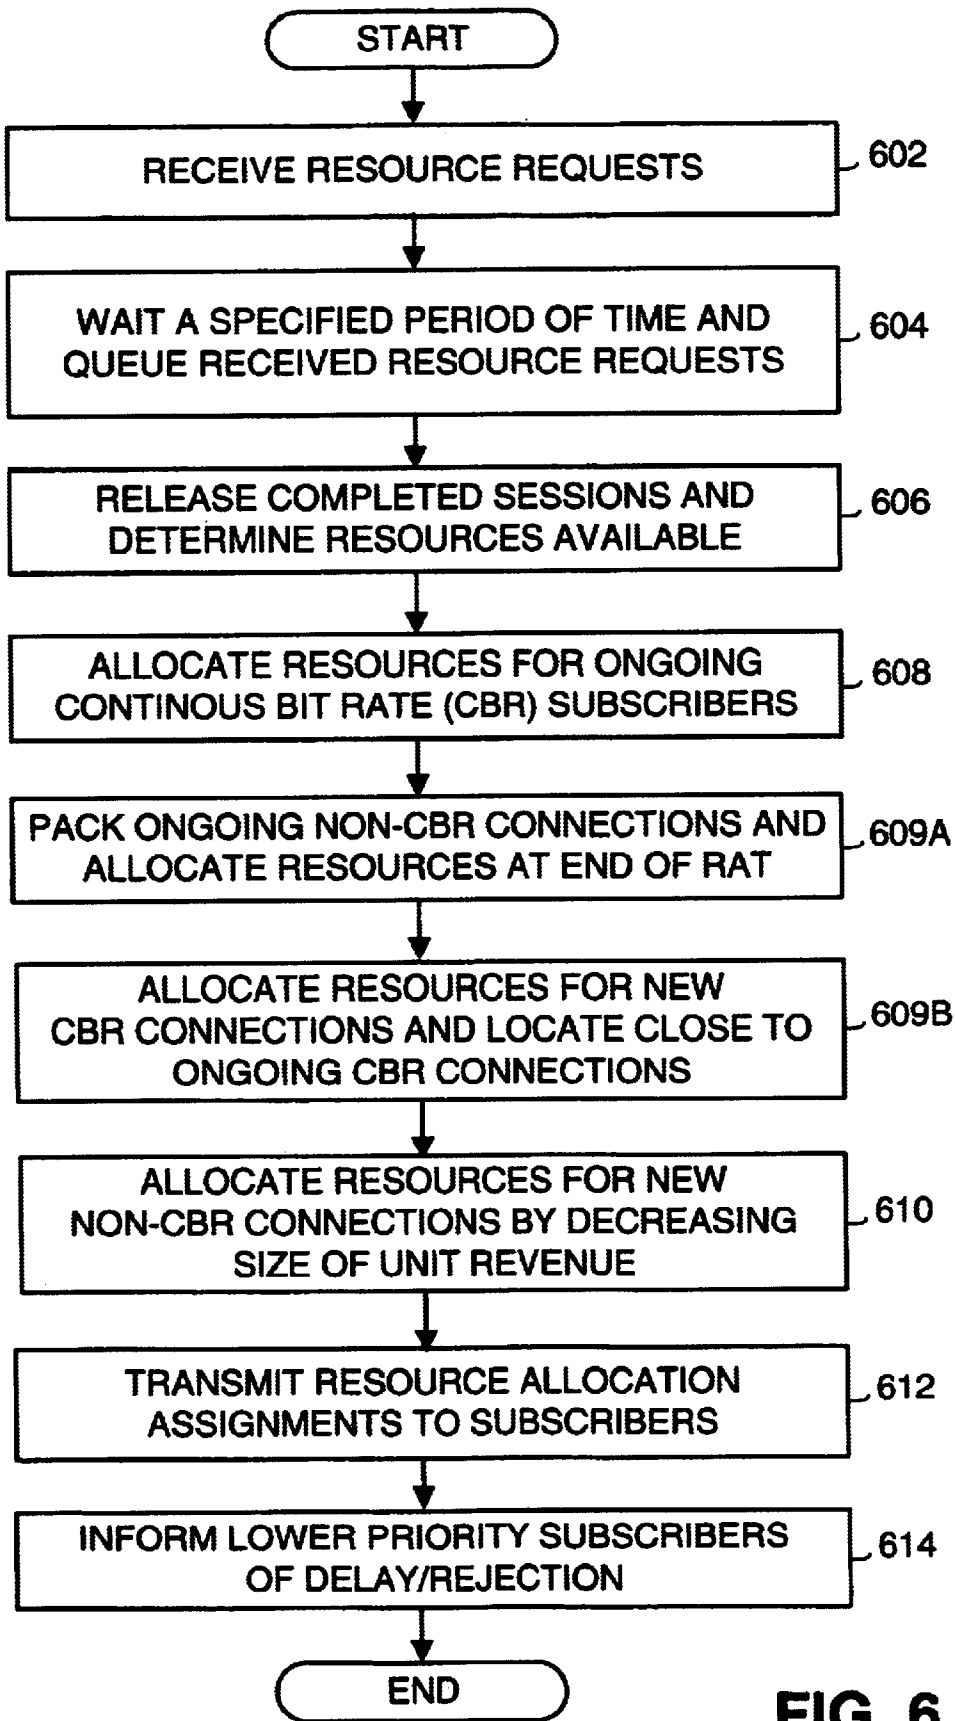 START
RECEIVE RESOURCE REQUESTS
602
WAIT A SPECIFIED PERIOD OF TIME AND
QUEUE RECEIVED RESOURCE REQUESTS
604
RELEASE COMPLETED SESSIONS AND
DETERMINE RESOURCES AVAILABLE
606
ALLOCATE RESOURCES FOR ONGOING
CONTINOUS BIT RATE (CBR) SUBSCRIBERS
608
PACK ONGOING NON-CBR CONNECTIONS AND
ALLOCATE RESOURCES AT END OF RAT
609A
ALLOCATE RESOURCES FOR NEW
CBR CONNECTIONS AND LOCATE CLOSE TO
ONGOING CBR CONNECTIONS
609B
ALLOCATE RESOURCES FOR NEW
NON-CBR CONNECTIONS BY DECREASING
SIZE OF UNIT REVENUE
610
TRANSMIT RESOURCE ALLOCATION
ASSIGNMENTS TO SUBSCRIBERS
612
INFORM LOWER PRIORITY SUBSCRIBERS
OF DELAY/REJECTION
614
END
FIG. 6